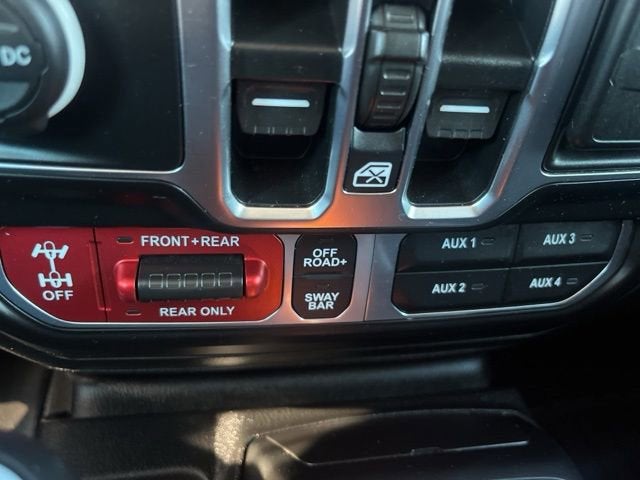 DC
FRONT+REAR
OFF
REAR ONLY
OFF
ROAD+
SWAY
BAR
AUX 1
AUX 3
AUX 2
AUX 4